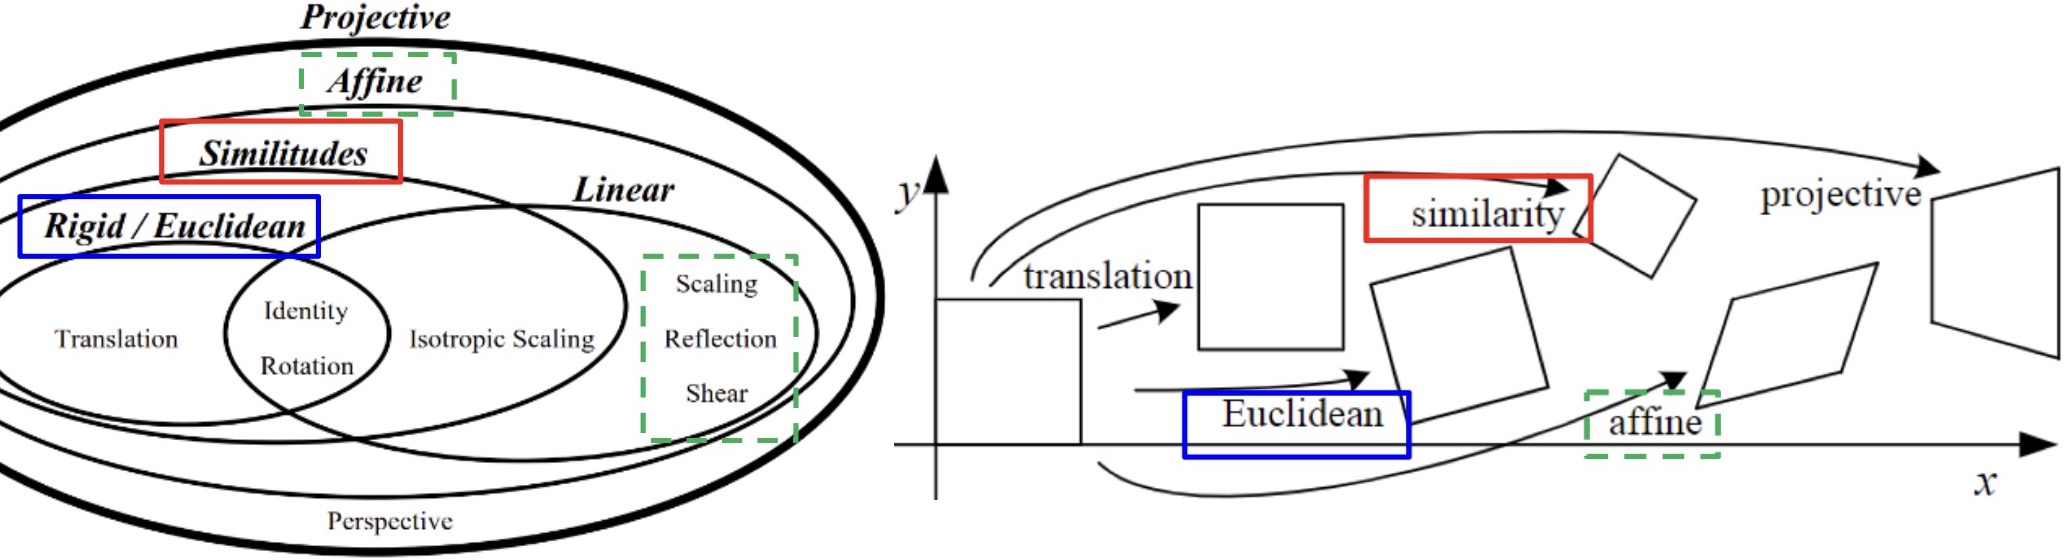 Projective
Affine
Similitudes
Linear
Rigid / Euclidean
Scaling
Identity
Translation
Isotropic Scaling
Reflection
Rotation
Shear
Perspective
y
similarity
projective
translation
Euclidean
affine
x